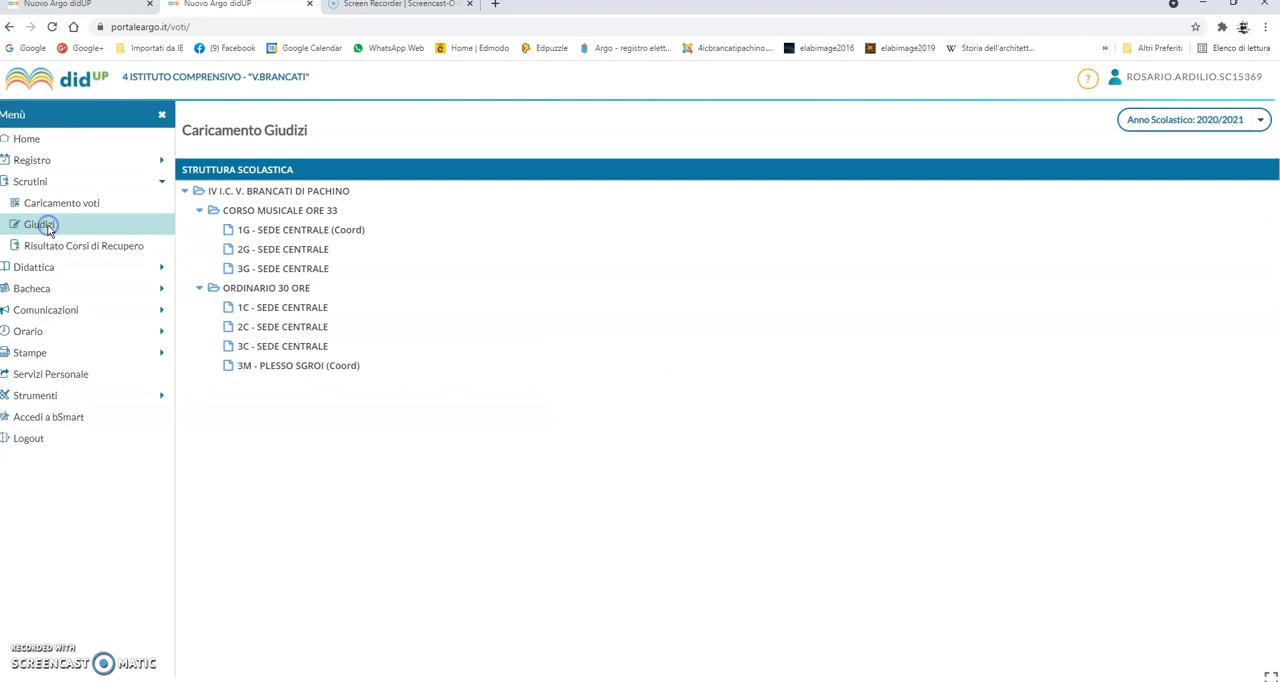 Nuovo Argo didUP
Nuovo Argo didUP
Screen Recorder | Screencast-O-
portaleargo.it/voti/
Google
Google+
Importati da IE
(9) Facebook
Google Calendar
WhatsApp Web
Home | Edmodo
Edpuzzle
Argo - registro elett...
4icbrancatipachino....
elabimage2016
elabimage2019
Storia dell'architett...
»
Altri Preferiti
Elenco di lettura
didUP
4 ISTITUTO COMPRENSIVO - "V.BRANCATI"
?
ROSARIO.ARDILIO.SC15369
Menù
Home
Registro
Scrutini
Caricamento voti
Giudizi
Risultato Corsi di Recupero
Didattica
Bacheca
Comunicazioni
Orario
Stampe
Servizi Personale
Strumenti
Accedi a bSmart
Logout
Caricamento Giudizi
Anno Scolastico: 2020/2021
STRUTTURA SCOLASTICA
IV I.C. V. BRANCATI DI PACHINO
CORSO MUSICALE ORE 33
1G - SEDE CENTRALE (Coord)
2G - SEDE CENTRALE
3G - SEDE CENTRALE
ORDINARIO 30 ORE
1C - SEDE CENTRALE
2C - SEDE CENTRALE
3C - SEDE CENTRALE
3M - PLESSO SGROI (Coord)
RECORDED WITH
SCREENCAST MATIC